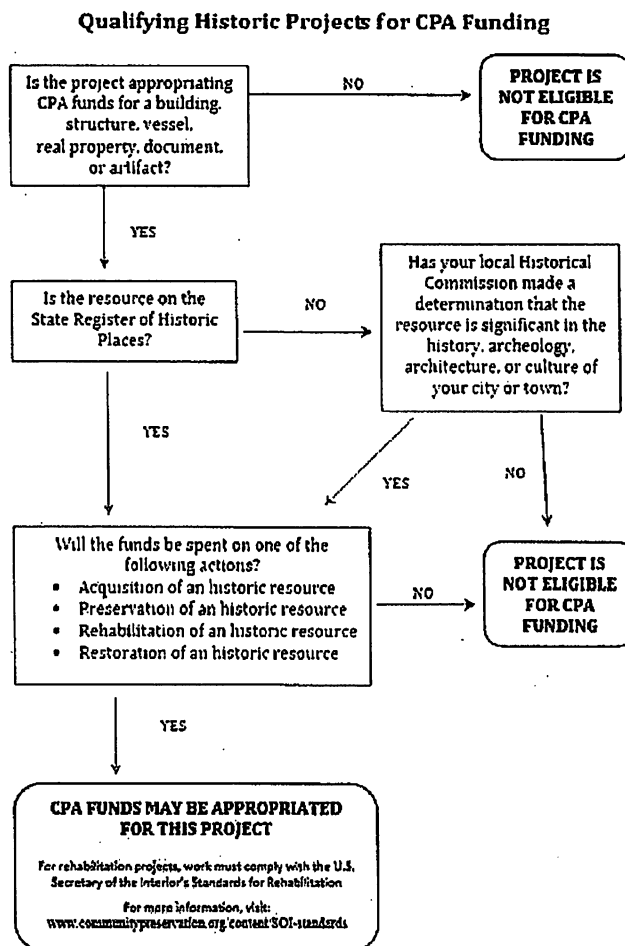 Qualifying Historic Projects for CPA Funding
Is the project appropriating
CPA funds for a building,
structure, vessel,
real property, document,
or artifact?
NO
PROJECT IS
NOT ELIGIBLE
FOR CPA
FUNDING
YES
Is the resource on the
State Register of Historic
Places?
NO
Has your local Historical
Commission made a
determination that the
resource is significant in the
history, archeology,
architecture, or culture of
your city or town?
YES
YES
NO
Will the funds be spent on one of the
following actions?
• Acquisition of an historic resource
• Preservation of an historic resource
• Rehabilitation of an historic resource
• Restoration of an historic resource
NO
PROJECT IS
NOT ELIGIBLE
FOR CPA
FUNDING
YES
CPA FUNDS MAY BE APPROPRIATED
FOR THIS PROJECT
For rehabilitation projects, work must comply with the U.S.
Secretary of the Interior's Standards for Rehabilitation
For more information, visit:
www.communitypreservation.org/content/SOI-standards